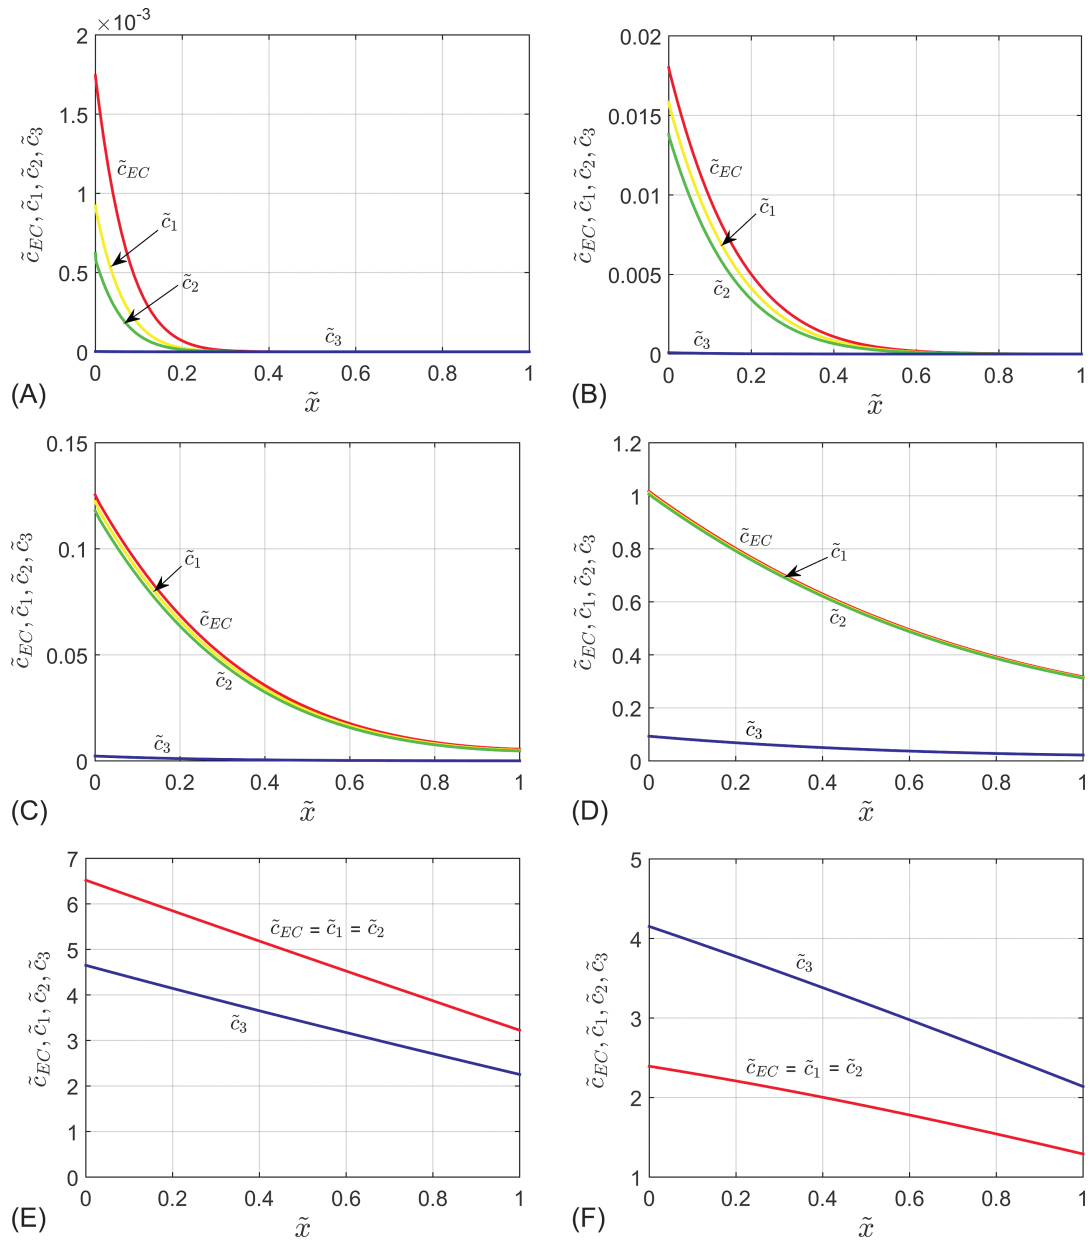 ×10⁻³
2
1.5
1
0.5
0
0 0.2 0.4 0.6 0.8 1
c̃_EC, c̃_1, c̃_2, c̃_3
x̃
c̃_EC
c̃_1
c̃_2
c̃_3
(A)
0.02
0.015
0.01
0.005
0
0 0.2 0.4 0.6 0.8 1
c̃_EC, c̃_1, c̃_2, c̃_3
x̃
c̃_EC
c̃_1
c̃_2
c̃_3
(B)
0.15
0.1
0.05
0
0 0.2 0.4 0.6 0.8 1
c̃_EC, c̃_1, c̃_2, c̃_3
x̃
c̃_1
c̃_EC
c̃_2
c̃_3
(C)
1.2
1
0.8
0.6
0.4
0.2
0
0 0.2 0.4 0.6 0.8 1
c̃_EC, c̃_1, c̃_2, c̃_3
x̃
c̃_EC
c̃_1
c̃_2
c̃_3
(D)
7
6
5
4
3
2
1
0
0 0.2 0.4 0.6 0.8 1
c̃_EC, c̃_1, c̃_2, c̃_3
x̃
c̃_EC = c̃_1 = c̃_2
c̃_3
(E)
5
4
3
2
1
0 0.2 0.4 0.6 0.8 1
c̃_EC, c̃_1, c̃_2, c̃_3
x̃
c̃_3
c̃_EC = c̃_1 = c̃_2
(F)